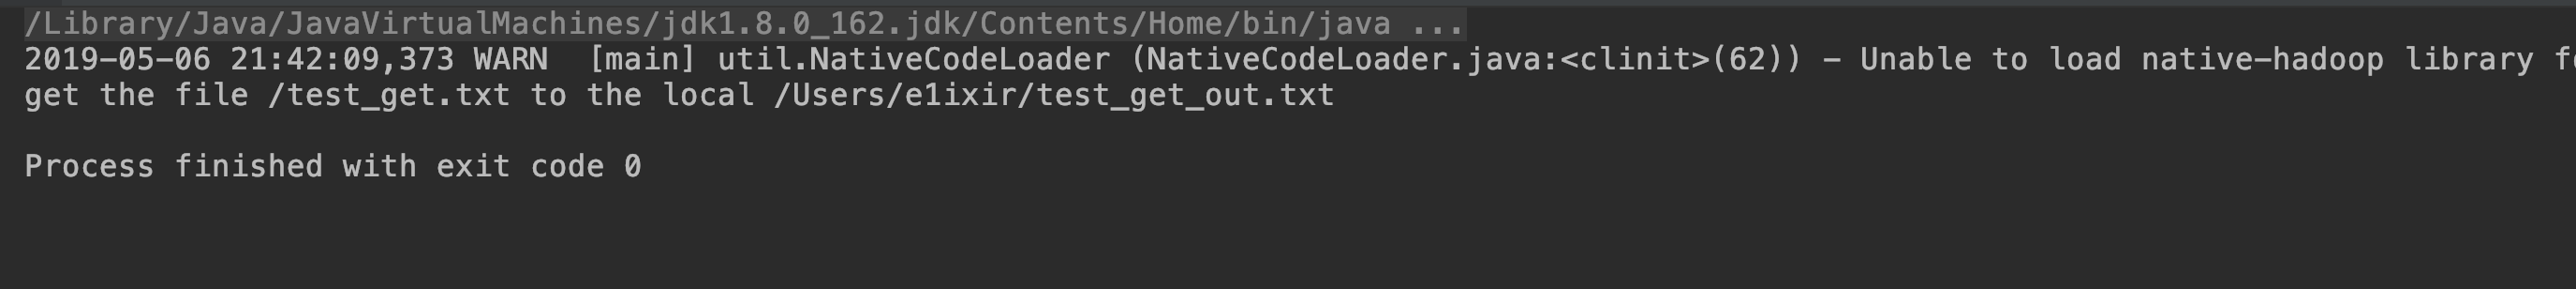 /Library/Java/JavaVirtualMachines/jdk1.8.0_162.jdk/Contents/Home/bin/java ...
2019-05-06 21:42:09,373 WARN  [main] util.NativeCodeLoader (NativeCodeLoader.java:<clinit>(62)) - Unable to load native-hadoop library
get the file /test_get.txt to the local /Users/e1ixir/test_get_out.txt
Process finished with exit code 0